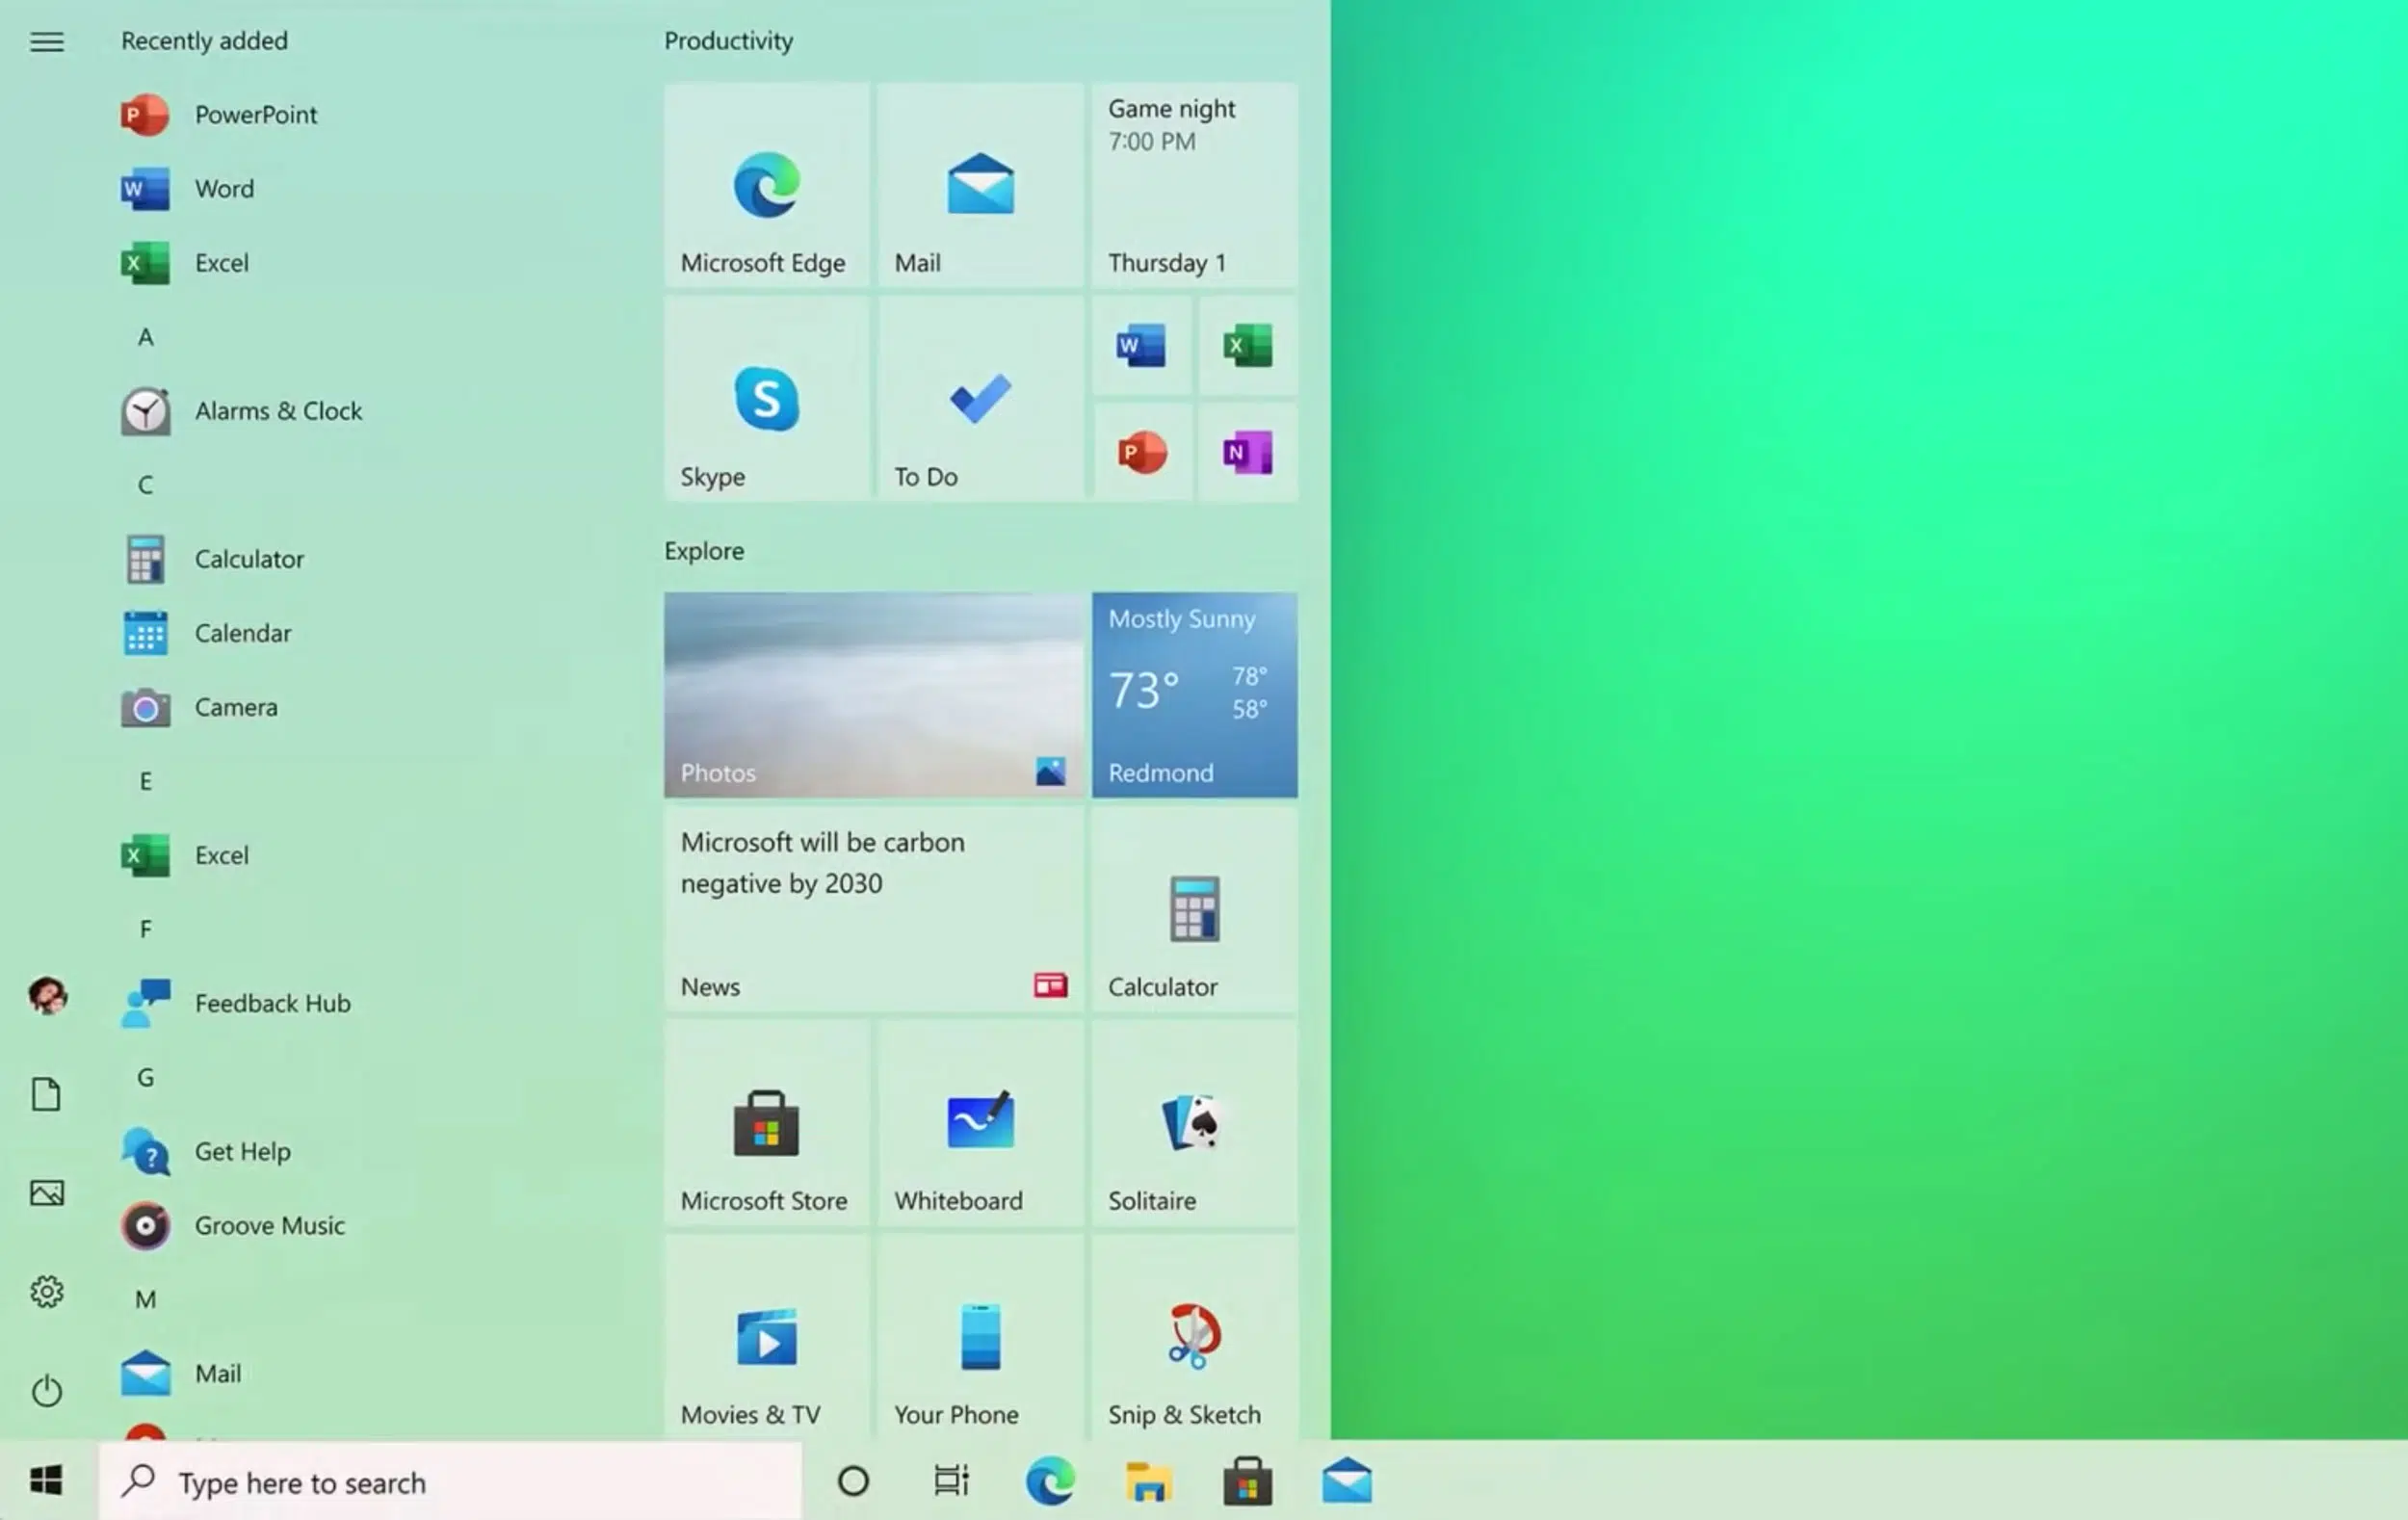 Recently added
PowerPoint
Word
Excel
A
Alarms & Clock
C
Calculator
Calendar
Camera
E
Excel
F
Feedback Hub
G
Get Help
Groove Music
M
Mail
Productivity
Microsoft Edge
Mail
Game night
7:00 PM
Thursday 1
Skype
To Do
Explore
Photos
Mostly Sunny
73°
78°
58°
Redmond
Microsoft will be carbon
negative by 2030
News
Calculator
Microsoft Store
Whiteboard
Solitaire
Movies & TV
Your Phone
Snip & Sketch
Type here to search